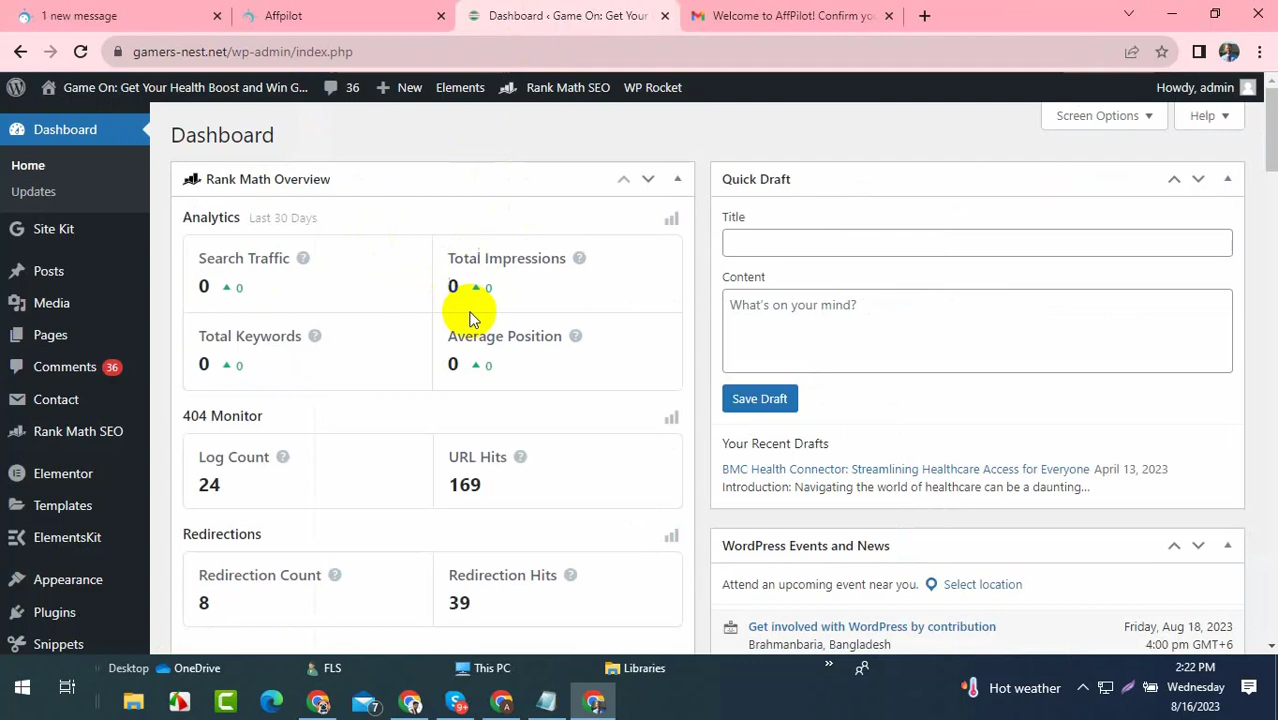 1 new message
Affpilot
Dashboard ‹ Game On: Get Your
Welcome to AffPilot! Confirm you
gamers-nest.net/wp-admin/index.php
Game On: Get Your Health Boost and Win G...
36
New
Elements
Rank Math SEO
WP Rocket
Howdy, admin
Dashboard
Home
Updates
Site Kit
Posts
Media
Pages
Comments 36
Contact
Rank Math SEO
Elementor
Templates
ElementsKit
Appearance
Plugins
Snippets
Screen Options
Help
Dashboard
Rank Math Overview
Analytics Last 30 Days
Search Traffic
0 0
Total Impressions
0 0
Total Keywords
0 0
Average Position
0 0
404 Monitor
Log Count
24
URL Hits
169
Redirections
Redirection Count
8
Redirection Hits
39
Quick Draft
Title
Content
What's on your mind?
Save Draft
Your Recent Drafts
BMC Health Connector: Streamlining Healthcare Access for Everyone April 13, 2023
Introduction: Navigating the world of healthcare can be a daunting...
WordPress Events and News
Attend an upcoming event near you. Select location
Get involved with WordPress by contribution
Brahmanbaria, Bangladesh
Friday, Aug 18, 2023
4:00 pm GMT+6
Desktop
OneDrive
FLS
This PC
Libraries
7
9+
Hot weather
2:22 PM
Wednesday
8/16/2023